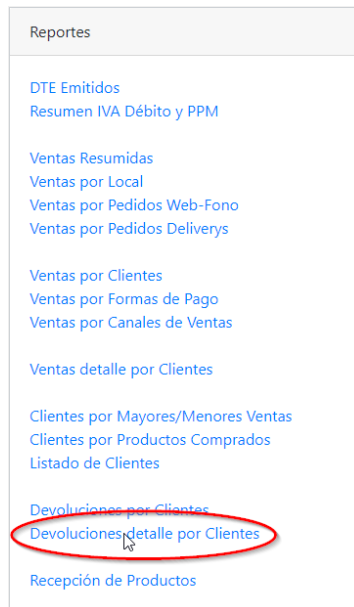 Reportes
DTE Emitidos
Resumen IVA Débito y PPM
Ventas Resumidas
Ventas por Local
Ventas por Pedidos Web-Fono
Ventas por Pedidos Deliverys
Ventas por Clientes
Ventas por Formas de Pago
Ventas por Canales de Ventas
Ventas detalle por Clientes
Clientes por Mayores/Menores Ventas
Clientes por Productos Comprados
Listado de Clientes
Devoluciones por Clientes
Devoluciones detalle por Clientes
Recepción de Productos